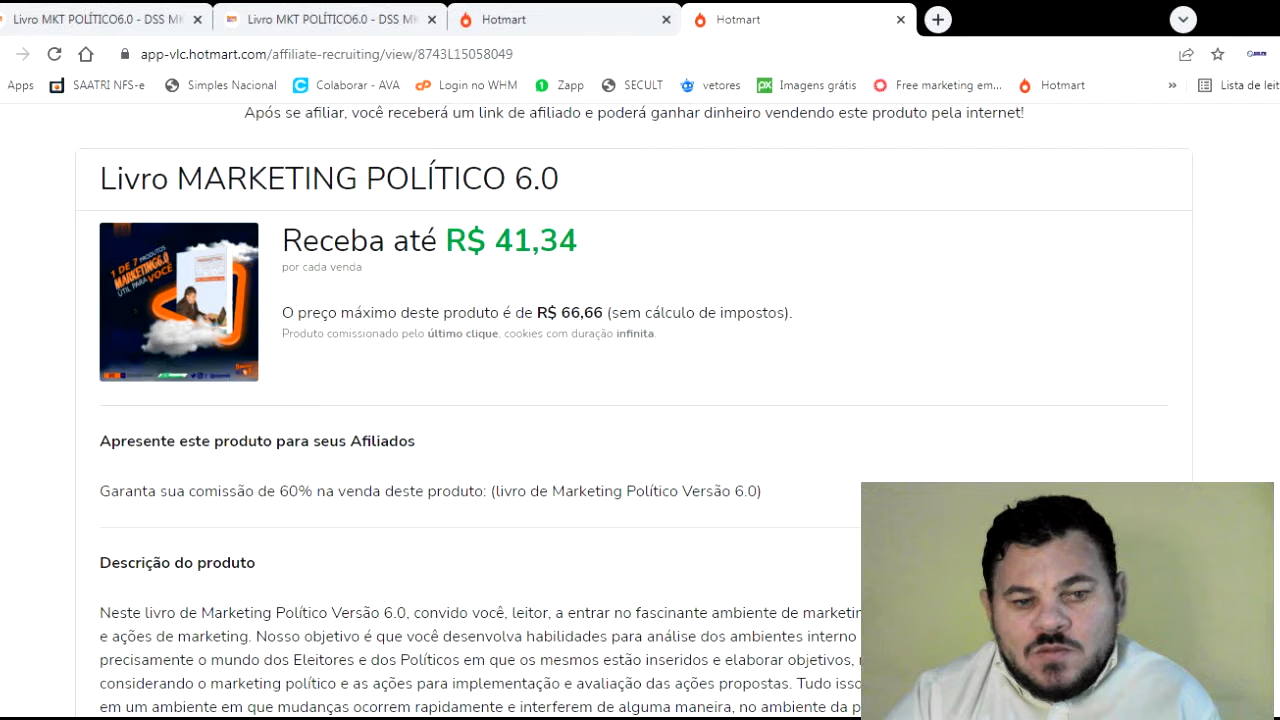 Livro MKT POLÍTICO6.0 - DSS MK
Livro MKT POLÍTICO6.0 - DSS MK
Hotmart
Hotmart
app-vlc.hotmart.com/affiliate-recruiting/view/8743L15058049
Apps SAATRI NFS-e Simples Nacional Colaborar - AVA Login no WHM Zapp SECULT vetores Imagens grátis Free marketing em... Hotmart » Lista de leit
Após se afiliar, você receberá um link de afiliado e poderá ganhar dinheiro vendendo este produto pela internet!
Livro MARKETING POLÍTICO 6.0
1 DE 7 PRODUTOS
MARKETING6.0
ÚTIL PARA VOCÊ
Receba até R$ 41,34
por cada venda
O preço máximo deste produto é de R$ 66,66 (sem cálculo de impostos).
Produto comissionado pelo último clique, cookies com duração infinita.
Apresente este produto para seus Afiliados
Garanta sua comissão de 60% na venda deste produto: (livro de Marketing Político Versão 6.0)
Descrição do produto
Neste livro de Marketing Político Versão 6.0, convido você, leitor, a entrar no fascinante ambiente de marketin
e ações de marketing. Nosso objetivo é que você desenvolva habilidades para análise dos ambientes interno
precisamente o mundo dos Eleitores e dos Políticos em que os mesmos estão inseridos e elaborar objetivos,
considerando o marketing político e as ações para implementação e avaliação das ações propostas. Tudo isso
em um ambiente em que mudanças ocorrem rapidamente e interferem de alguma maneira, no ambiente da p